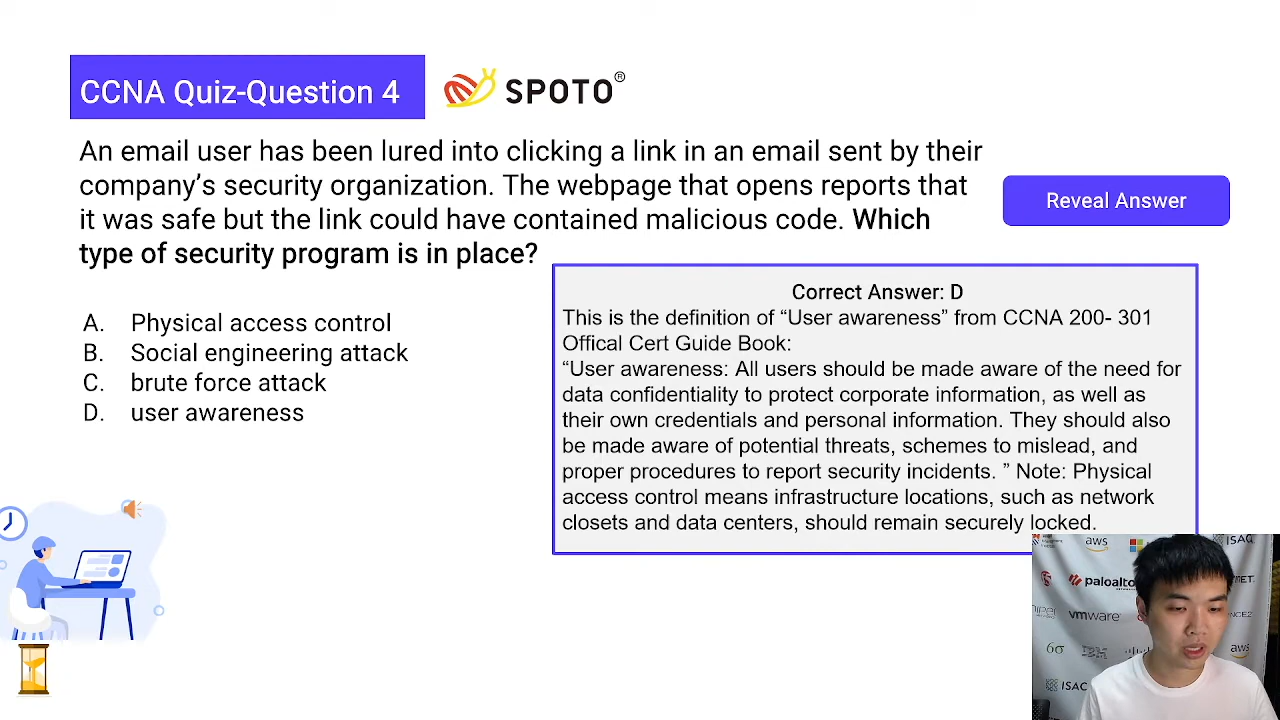 CCNA Quiz-Question 4
SPOTO®
An email user has been lured into clicking a link in an email sent by their
company’s security organization. The webpage that opens reports that
it was safe but the link could have contained malicious code. Which
type of security program is in place?
Reveal Answer
A. Physical access control
B. Social engineering attack
C. brute force attack
D. user awareness
Correct Answer: D
This is the definition of “User awareness” from CCNA 200- 301
Offical Cert Guide Book:
“User awareness: All users should be made aware of the need for
data confidentiality to protect corporate information, as well as
their own credentials and personal information. They should also
be made aware of potential threats, schemes to mislead, and
proper procedures to report security incidents. ” Note: Physical
access control means infrastructure locations, such as network
closets and data centers, should remain securely locked.
aws
paloalto
vmware
6σ
IBM
aws
ISAC